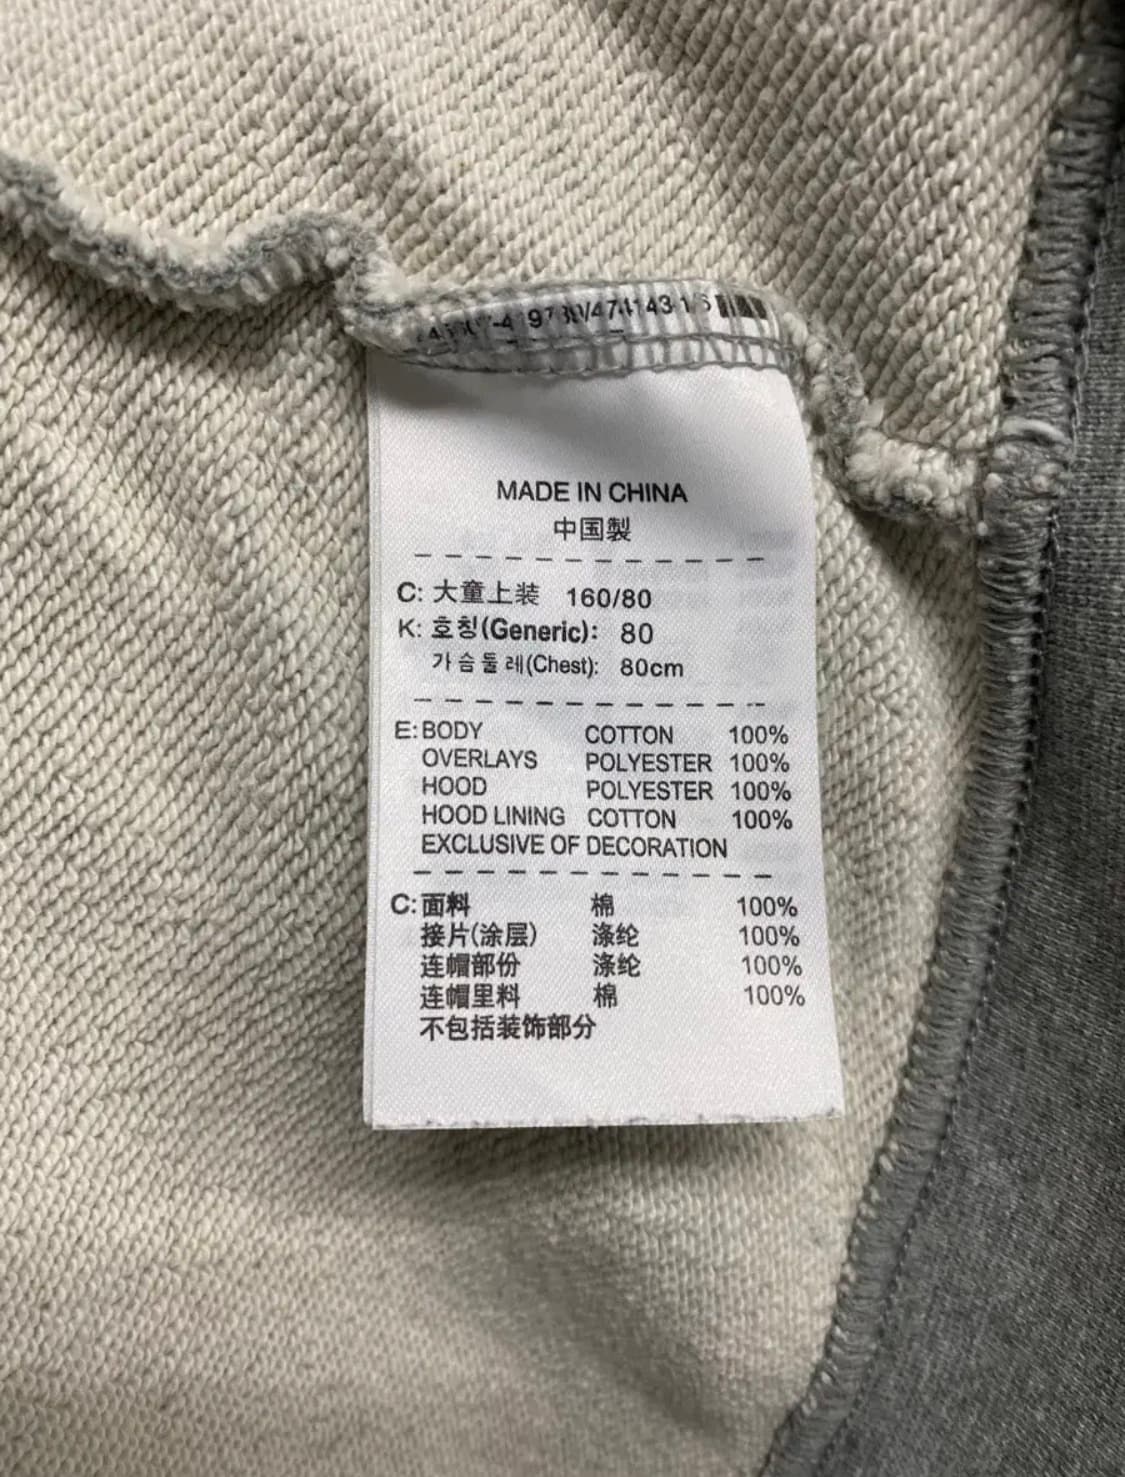 MADE IN CHINA
中国製
C: 大童上装 160/80
K: 호칭(Generic): 80
가슴둘레(Chest): 80cm
E: BODY COTTON 100%
OVERLAYS POLYESTER 100%
HOOD POLYESTER 100%
HOOD LINING COTTON 100%
EXCLUSIVE OF DECORATION
C: 面料 棉 100%
接片(涂层) 涤纶 100%
连帽部份 涤纶 100%
连帽里料 棉 100%
不包括装饰部分